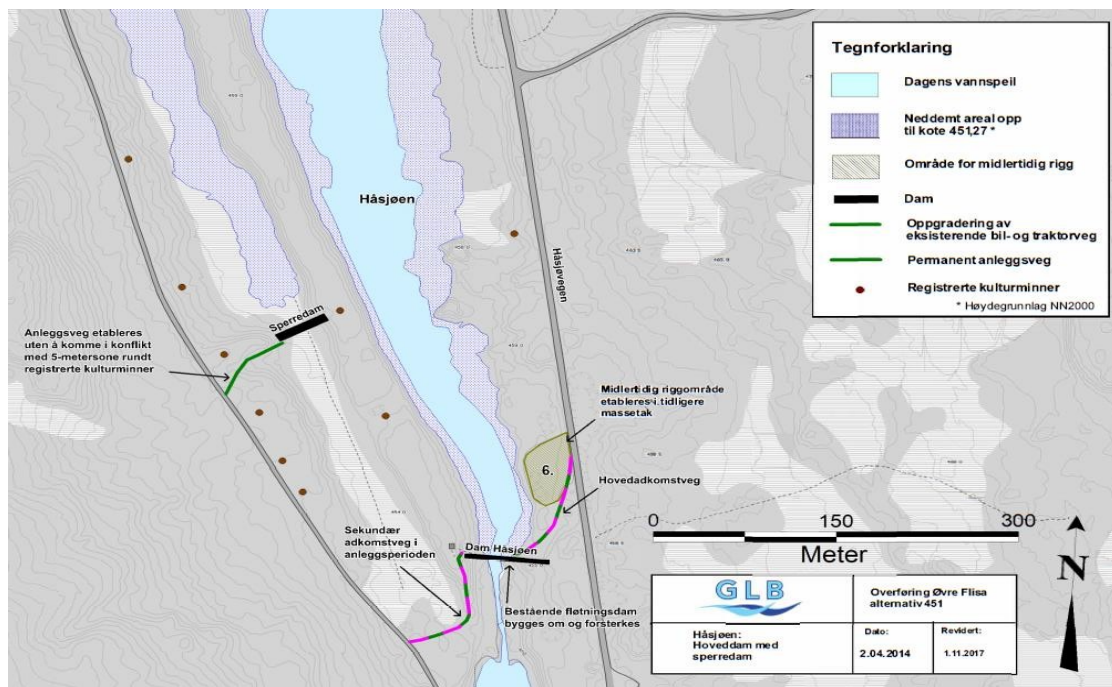 Tegnforklaring
Dagens vannspeil
Neddemt areal opp
til kote 451,27 *
Område for midlertidig rigg
Dam
Oppgradering av
eksisterende bil- og traktorveg
Permanent anleggsveg
Registrerte kulturminner
* Høydegrunnlag NN2000
Håsjøen
Håsjøvegen
Sperredam
Anleggsveg etableres
uten å komme i konflikt
med 5-metersone rundt
registrerte kulturminner
Midlertidig riggområde
etableres i tidligere
massetak
6.
Hovedadkomstveg
Sekundær
adkomstveg i
anleggsperioden
Dam Håsjøen
Bestående fløtningsdam
bygges om og forsterkes
0 150 300
Meter
N
GLB
Overføring Øvre Flisa
alternativ 451
Håsjøen:
Hoveddam med
sperredam
Dato:
2.04.2014
Revidert:
1.11.2017